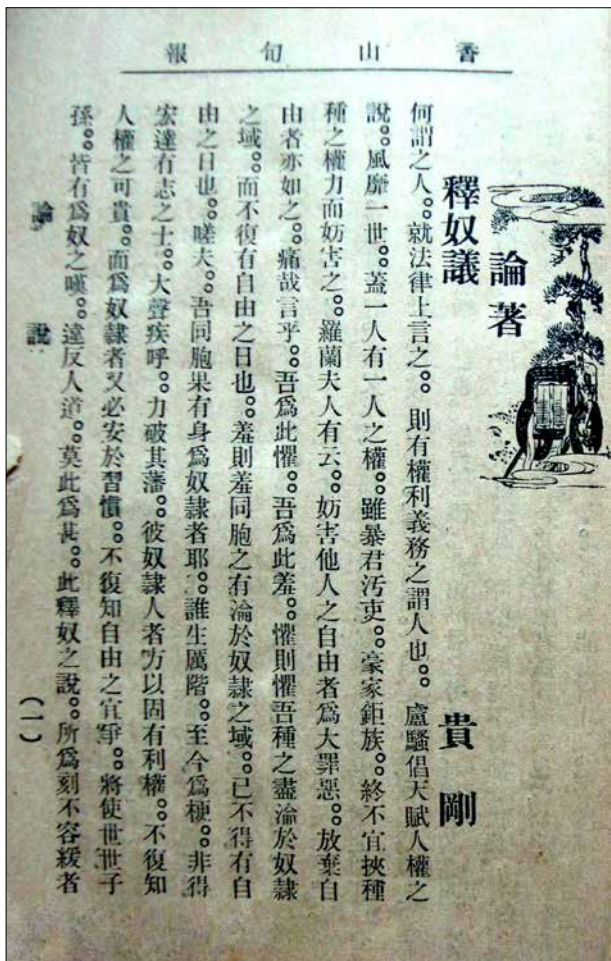 香山旬報
論著
釋奴議
貴剛
何謂之人。。就法律上言之。。則有權利義務之謂人也。。盧騷倡天賦人權之
說。。風靡一世。。蓋一人有一人之權。。雖暴君汚吏。。豪家鉅族。。終不宜挾種
種之權力而妨害之。。羅蘭夫人有云。。妨害他人之自由者爲大罪惡。。放棄自
由者亦如之。。痛哉言乎。。吾爲此懼。。吾爲此羞。。懼則懼吾種之盡淪於奴隷
之域。。而不復有自由之日也。。羞則羞同胞之有淪於奴隷之域。。已不得有自
由之日也。。嗟夫。。吾同胞果有身爲奴隷者耶。。誰生厲階。。至今爲梗。。非得
宏達有志之士。。大聲疾呼。。力破其藩。。彼奴隷人者方以固有利權。。不復知
人權之可貴。。而爲奴隷者又必安於習慣。。不復知自由之宜爭。。將使世世子
孫。。皆有爲奴之嘆。。違反人道。。莫此爲甚。。此釋奴之說。。所爲刻不容緩者
論說
(一)